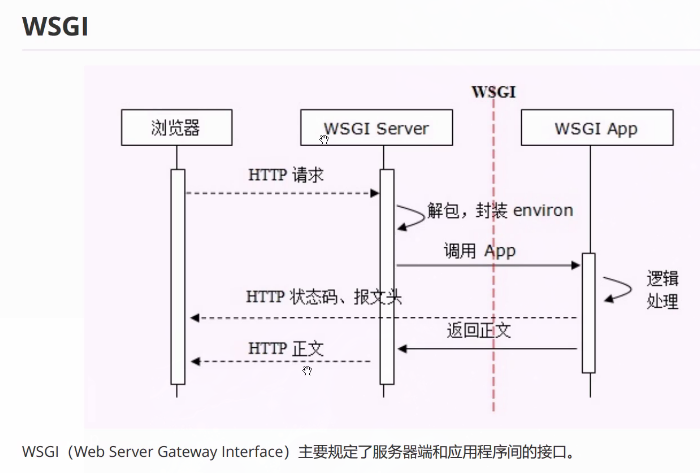 WSGI
WSGI
浏览器
WSGI Server
WSGI App
HTTP 请求
解包，封装 environ
调用 App
逻辑
处理
HTTP 状态码、报文头
返回正文
HTTP 正文
WSGI（Web Server Gateway Interface）主要规定了服务器端和应用程序间的接口。